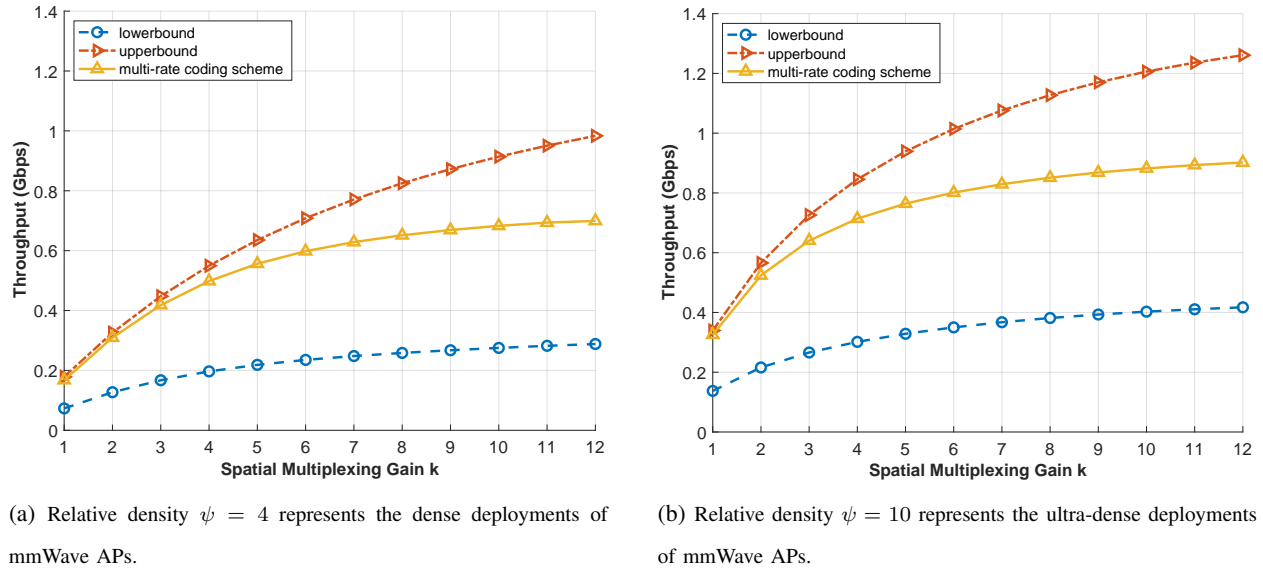 1.4
1.2
1
0.8
0.6
0.4
0.2
0
Throughput (Gbps)
lowerbound
upperbound
multi-rate coding scheme
1 2 3 4 5 6 7 8 9 10 11 12
Spatial Multiplexing Gain k
(a) Relative density ψ = 4 represents the dense deployments of
mmWave APs.
1.4
1.2
1
0.8
0.6
0.4
0.2
0
Throughput (Gbps)
lowerbound
upperbound
multi-rate coding scheme
1 2 3 4 5 6 7 8 9 10 11 12
Spatial Multiplexing Gain k
(b) Relative density ψ = 10 represents the ultra-dense deployments
of mmWave APs.